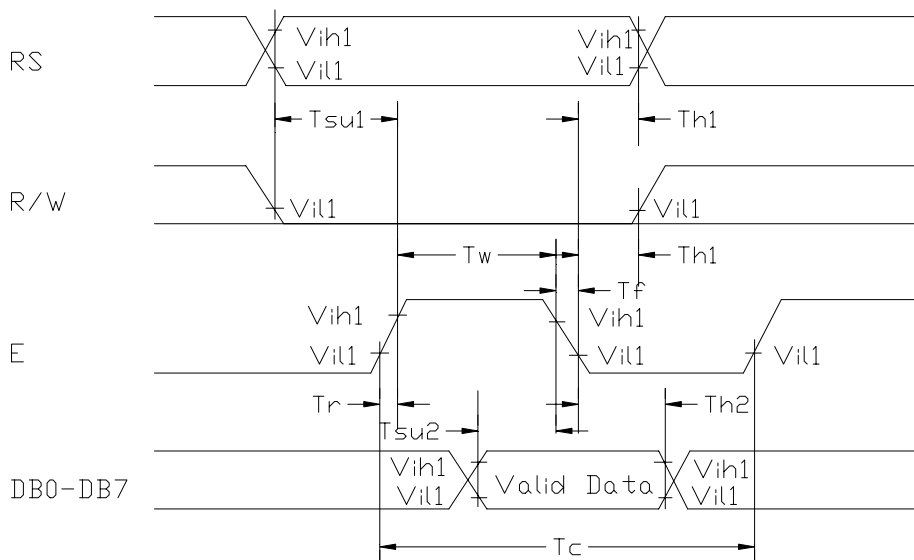 RS
Vih1
Vil1
Vih1
Vil1
Tsu1
Th1
R/W
Vil1
Vil1
Tw
Th1
Tf
E
Vih1
Vil1
Vih1
Vil1
Vil1
Tr
Tsu2
Th2
DB0-DB7
Vih1
Vil1
Valid Data
Vih1
Vil1
Tc